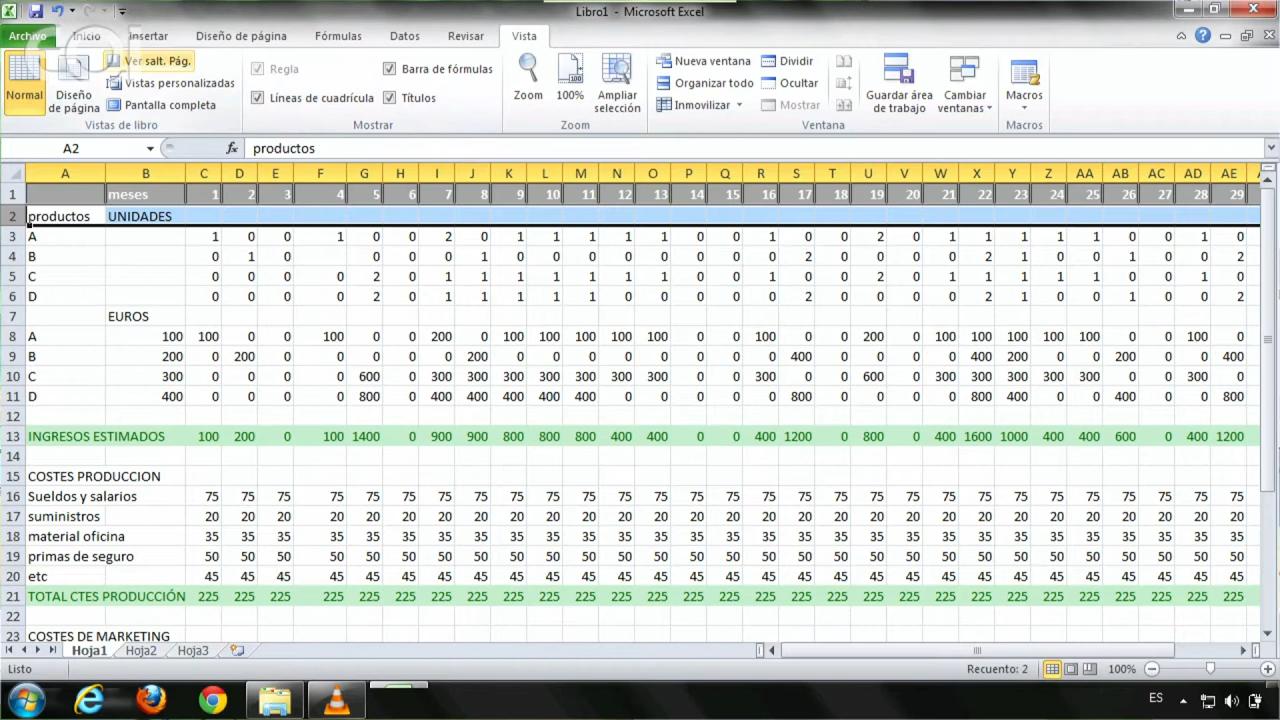 Libro1 - Microsoft Excel
Archivo Inicio Insertar Diseño de página Fórmulas Datos Revisar Vista
Normal
Diseño de página
Ver salt. Pág.
Vistas personalizadas
Pantalla completa
Vistas de libro
Regla
Barra de fórmulas
Líneas de cuadrícula
Títulos
Mostrar
Zoom
100%
Ampliar selección
Zoom
Nueva ventana
Organizar todo
Inmovilizar
Dividir
Ocultar
Mostrar
Guardar área de trabajo
Cambiar ventanas
Ventana
Macros
Macros
A2 fx productos
A B C D E F G H I J K L M N O P Q R S T U V W X Y Z AA AB AC AD AE
1 meses 1 2 3 4 5 6 7 8 9 10 11 12 13 14 15 16 17 18 19 20 21 22 23 24 25 26 27 28 29
2 productos UNIDADES
3 A 1 0 0 1 0 0 2 0 1 1 1 1 1 0 0 1 0 0 2 0 1 1 1 1 1 0 0 1 0
4 B 0 1 0 0 0 0 1 0 0 0 0 0 0 0 0 2 0 0 0 0 2 1 0 0 1 0 0 2
5 C 0 0 0 0 2 0 1 1 1 1 1 1 1 0 0 1 0 0 2 0 1 1 1 1 1 0 0 1 0
6 D 0 0 0 0 2 0 1 1 1 1 1 0 0 0 0 0 2 0 0 0 0 2 1 0 0 1 0 0 2
7 EUROS
8 A 100 100 0 0 100 0 0 200 0 100 100 100 100 100 0 0 100 0 0 200 0 100 100 100 100 100 0 0 100 0
9 B 200 0 200 0 0 0 0 0 200 0 0 0 0 0 0 0 0 400 0 0 0 0 400 200 0 0 200 0 0 400
10 C 300 0 0 0 0 600 0 300 300 300 300 300 300 300 0 0 300 0 0 600 0 300 300 300 300 300 0 0 300 0
11 D 400 0 0 0 0 800 0 400 400 400 400 400 0 0 0 0 0 800 0 0 0 0 800 400 0 0 400 0 0 800
12
13 INGRESOS ESTIMADOS 100 200 0 100 1400 0 900 900 800 800 800 400 400 0 0 400 1200 0 800 0 400 1600 1000 400 400 600 0 400 1200
14
15 COSTES PRODUCCION
16 Sueldos y salarios 75 75 75 75 75 75 75 75 75 75 75 75 75 75 75 75 75 75 75 75 75 75 75 75 75 75 75 75 75
17 suministros 20 20 20 20 20 20 20 20 20 20 20 20 20 20 20 20 20 20 20 20 20 20 20 20 20 20 20 20 20
18 material oficina 35 35 35 35 35 35 35 35 35 35 35 35 35 35 35 35 35 35 35 35 35 35 35 35 35 35 35 35 35
19 primas de seguro 50 50 50 50 50 50 50 50 50 50 50 50 50 50 50 50 50 50 50 50 50 50 50 50 50 50 50 50 50
20 etc 45 45 45 45 45 45 45 45 45 45 45 45 45 45 45 45 45 45 45 45 45 45 45 45 45 45 45 45 45
21 TOTAL CTES PRODUCCIÓN 225 225 225 225 225 225 225 225 225 225 225 225 225 225 225 225 225 225 225 225 225 225 225 225 225 225 225 225 225
22
23 COSTES DE MARKETING
Hoja1 Hoja2 Hoja3
Listo Recuento: 2 100%
ES